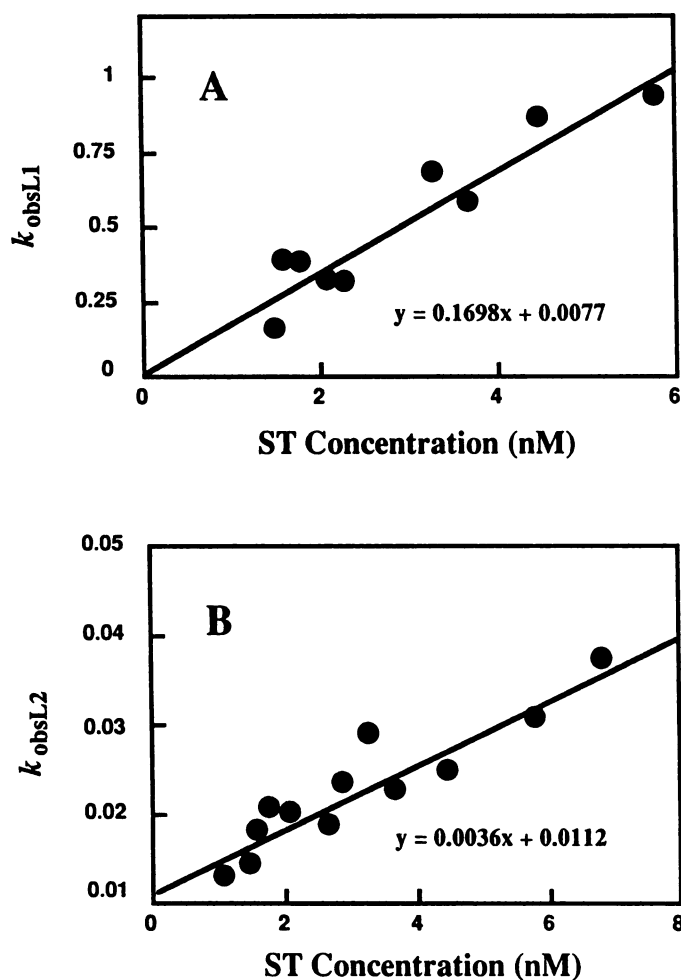 A
1
0.75
0.5
0.25
0
k obsL1
y = 0.1698x + 0.0077
0 2 4 6
ST Concentration (nM)
B
0.05
0.04
0.03
0.02
0.01
k obsL2
y = 0.0036x + 0.0112
0 2 4 6 8
ST Concentration (nM)